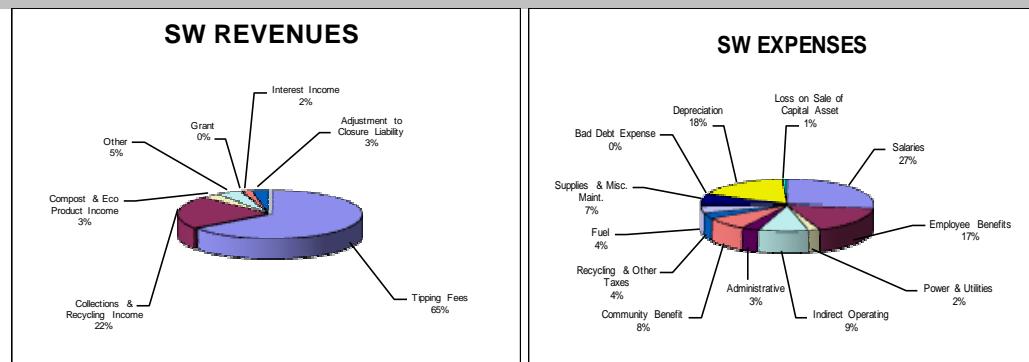 SW REVENUES
Interest Income
2%
Grant
0%
Adjustment to
Closure Liability
3%
Other
5%
Compost & Eco
Product Income
3%
Collections &
Recycling Income
22%
Tipping Fees
65%
SW EXPENSES
Loss on Sale of
Capital Asset
1%
Depreciation
18%
Bad Debt Expense
0%
Salaries
27%
Supplies & Misc.
Maint.
7%
Employee Benefits
17%
Fuel
4%
Recycling & Other
Taxes
4%
Administrative
3%
Power & Utilities
2%
Community Benefit
8%
Indirect Operating
9%